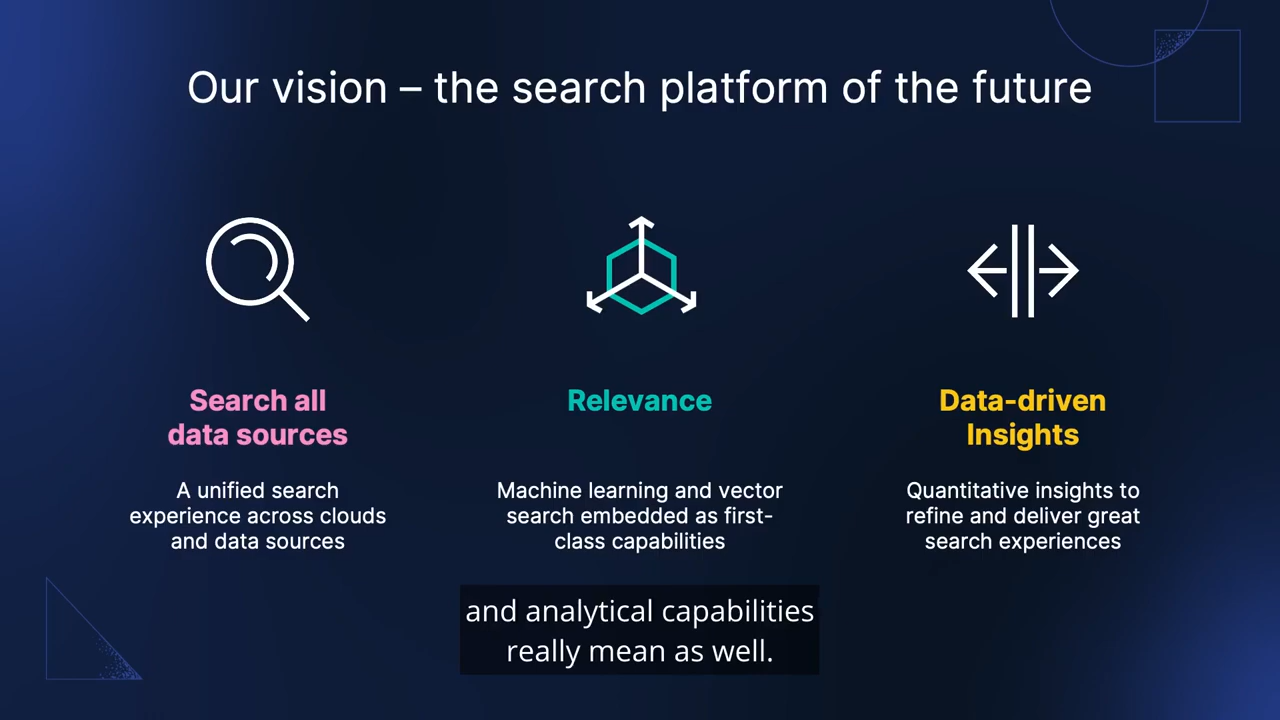 Our vision – the search platform of the future
Search all
data sources
A unified search
experience across clouds
and data sources
Relevance
Machine learning and vector
search embedded as first-
class capabilities
Data-driven
Insights
Quantitative insights to
refine and deliver great
search experiences
and analytical capabilities
really mean as well.